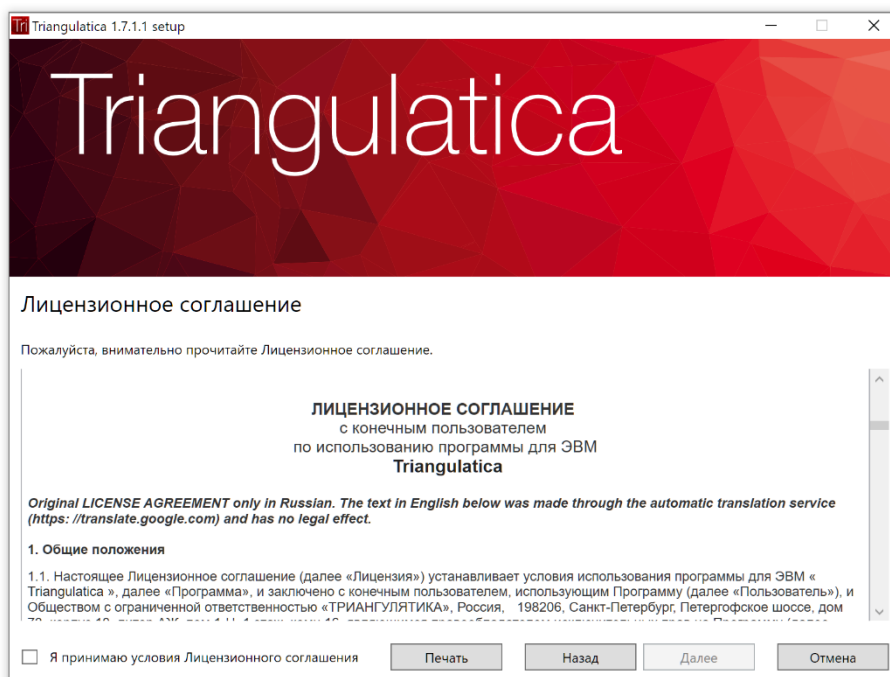 Tri Triangulatica 1.7.1.1 setup
Triangulatica
Лицензионное соглашение
Пожалуйста, внимательно прочитайте Лицензионное соглашение.
ЛИЦЕНЗИОННОЕ СОГЛАШЕНИЕ
с конечным пользователем
по использованию программы для ЭВМ
Triangulatica
Original LICENSE AGREEMENT only in Russian. The text in English below was made through the automatic translation service
(https: //translate.google.com) and has no legal effect.
1. Общие положения
1.1. Настоящее Лицензионное соглашение (далее «Лицензия») устанавливает условия использования программы для ЭВМ «
Triangulatica », далее «Программа», и заключено с конечным пользователем, использующим Программу (далее «Пользователь»), и
Обществом с ограниченной ответственностью «ТРИАНГУЛЯТИКА», Россия, 198206, Санкт-Петербург, Петергофское шоссе, дом
Я принимаю условия Лицензионного соглашения
Печать
Назад
Далее
Отмена